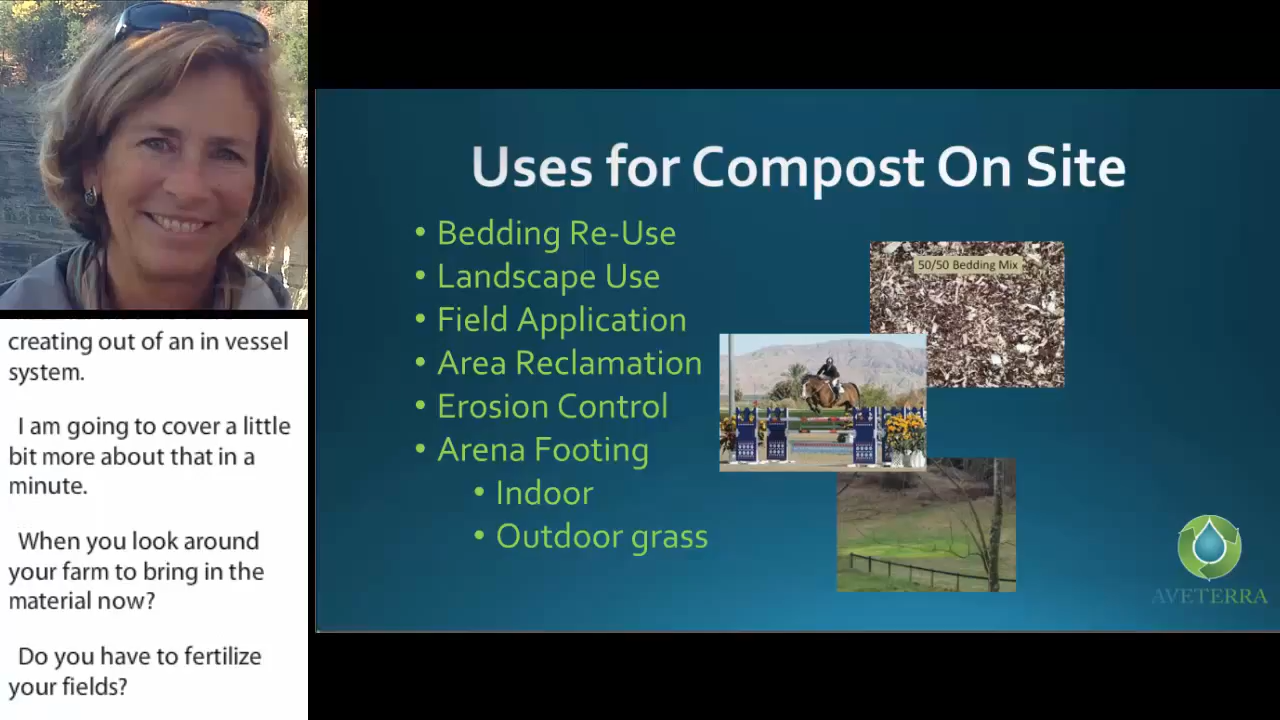 creating out of an in vessel
system.
I am going to cover a little
bit more about that in a
minute.
When you look around
your farm to bring in the
material now?
Do you have to fertilize
your fields?
Uses for Compost On Site
• Bedding Re-Use
• Landscape Use
• Field Application
• Area Reclamation
• Erosion Control
• Arena Footing
• Indoor
• Outdoor grass
50/50 Bedding Mix
AVETERRA